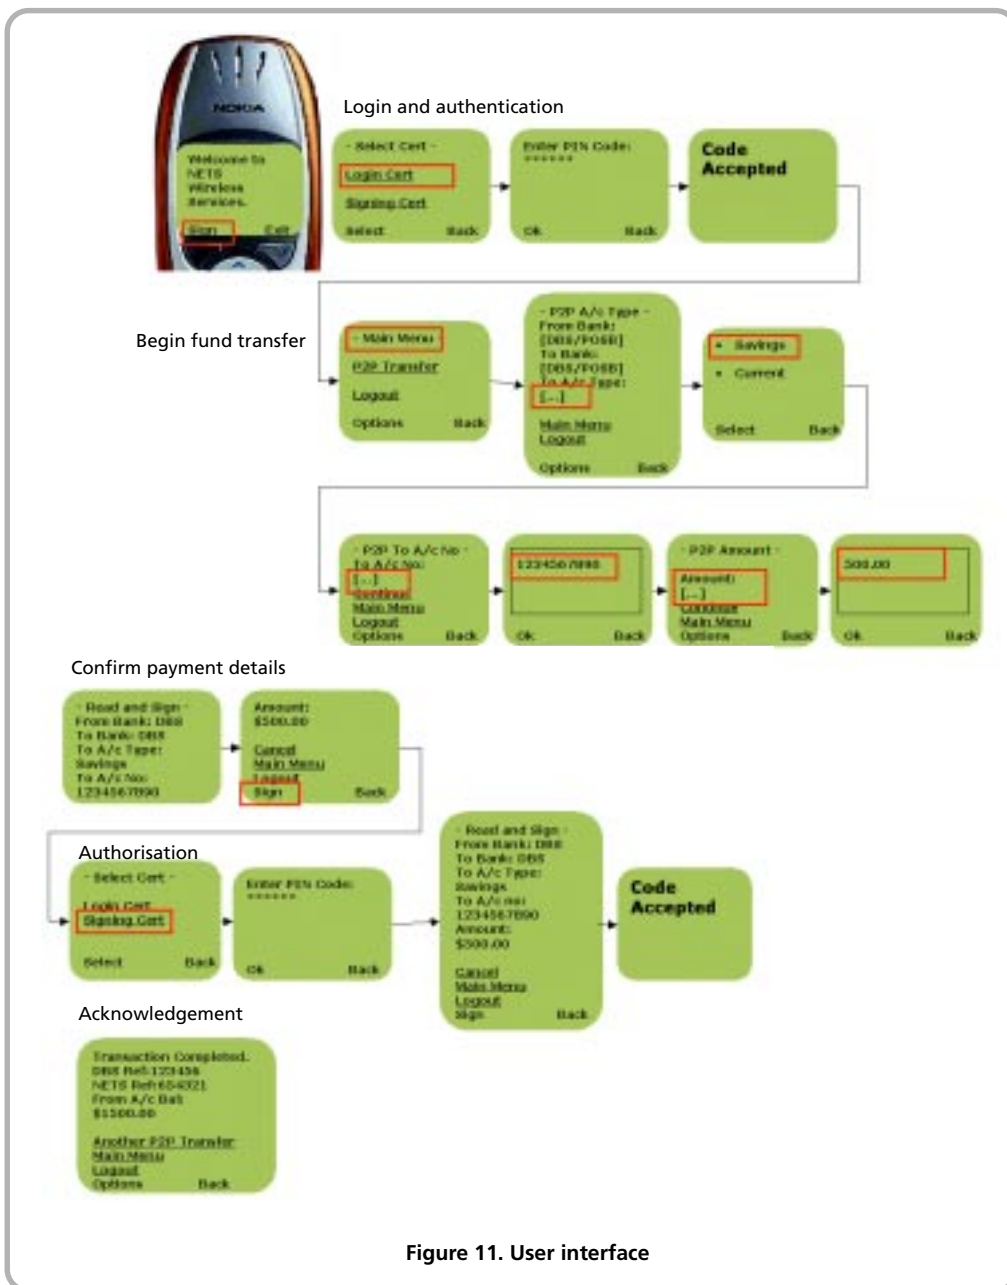 NOKIA
Welcome to
NETS
Wireless
Services.
Sign Exit
Login and authentication
- Select Cert -
Login Cert
Signing Cert
Select Back
Enter PIN Code:
******
Ok Back
Code
Accepted
Begin fund transfer
- Main Menu
P2P Transfer
Logout
Options Back
- P2P A/c Type -
From Bank:
[DBS/POSB]
To Bank:
[DBS/POSB]
To A/c Type:
[...]
Main Menu
Logout
Options Back
• Savings
• Current
Select Back
- P2P To A/c No -
To A/c No:
[...]
Continue
Main Menu
Logout
Options Back
1234567890
Ok Back
- P2P Amount -
Amount:
[...]
Continue
Main Menu
Options Back
500.00
Ok Back
Confirm payment details
- Read and Sign -
From Bank: DBS
To Bank: DBS
To A/c Type:
Savings
To A/c No:
1234567890
Amount:
$500.00
Cancel
Main Menu
Logout
Sign Back
Authorisation
- Select Cert -
Login Cert
Signing Cert
Select Back
Enter PIN Code:
******
Ok Back
- Read and Sign -
From Bank: DBS
To Bank: DBS
To A/c Type:
Savings
To A/c no:
1234567890
Amount:
$500.00
Cancel
Main Menu
Logout
Sign Back
Code
Accepted
Acknowledgement
Transaction Completed.
DBS Ref:123456
NETS Ref:654321
From A/c Bal:
$1500.00
Another P2P Transfer
Main Menu
Logout
Options Back
Figure 11. User interface